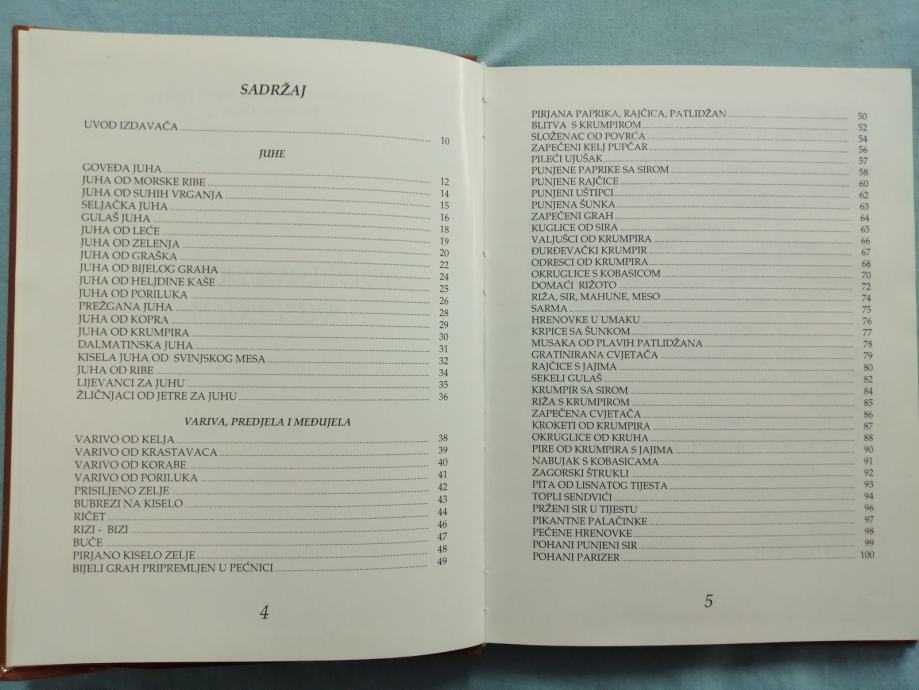 SADRŽAJ
UVOD IZDAVAČA 10
JUHE
GOVEĐA JUHA 12
JUHA OD MORSKE RIBE 14
JUHA OD SUHIH VRGANJA 15
SELJAČKA JUHA 16
GULAŠ JUHA 18
JUHA OD LEĆE 19
JUHA OD ZELENJA 20
JUHA OD GRAŠKA 22
JUHA OD BIJELOG GRAHA 24
JUHA OD HELJDINE KAŠE 25
JUHA OD PORILUKA 26
PREŽGANA JUHA 28
JUHA OD KOPRA 29
JUHA OD KRUMPIRA 30
DALMATINSKA JUHA 31
KISELA JUHA OD SVINJSKOG MESA 32
JUHA OD RIBE 34
LIJEVANCI ZA JUHU 35
ŽLIČNJACI OD JETRE ZA JUHU 36
VARIVA, PREDJELA I MEĐUJELA
VARIVO OD KELJA 38
VARIVO OD KRASTAVACA 39
VARIVO OD KORABE 40
VARIVO OD PORILUKA 41
PRISILJENO ZELJE 42
BUBREZI NA KISELO 43
RIČET 44
RIZI - BIZI 46
BUČE 47
PIRJANO KISELO ZELJE 48
BIJELI GRAH PRIPREMLJEN U PEĆNICI 49
4
PIRJANA PAPRIKA, RAJČICA, PATLIDŽAN 50
BLITVA S KRUMPIROM 52
SLOŽENAC OD POVRĆA 54
ZAPEČENI KELJ PUPČAR 56
PILEĆI UJUŠAK 57
PUNJENE PAPRIKE SA SIROM 58
PUNJENE RAJČICE 60
PUNJENI UŠTIPCI 62
PUNJENA ŠUNKA 63
ZAPEČENI GRAH 64
KUGLICE OD SIRA 65
VALJUŠCI OD KRUMPIRA 66
ĐURĐEVAČKI KRUMPIR 67
ODRESCI OD KRUMPIRA 68
OKRUGLICE S KOBASICOM 70
DOMAĆI RIŽOTO 72
RIŽA, SIR, MAHUNE, MESO 74
SARMA 75
HRENOVKE U UMAKU 76
KRPICE SA ŠUNKOM 77
MUSAKA OD PLAVIH PATLIDŽANA 78
GRATINIRANA CVJETAČA 79
RAJČICE S JAJIMA 80
SEKELI GULAŠ 82
KRUMPIR SA SIROM 84
RIŽA S KRUMPIROM 85
ZAPEČENA CVJETAČA 86
KROKETI OD KRUMPIRA 87
OKRUGLICE OD KRUHA 88
PIRE OD KRUMPIRA S JAJIMA 90
NABUJAK S KOBASICAMA 91
ZAGORSKI ŠTRUKLI 92
PITA OD LISNATOG TIJESTA 93
TOPLI SENDVIČI 94
PRŽENI SIR U TIJESTU 96
PIKANTNE PALAČINKE 97
PEČENE HRENOVKE 98
POHANI PUNJENI SIR 99
POHANI PARIZER 100
5